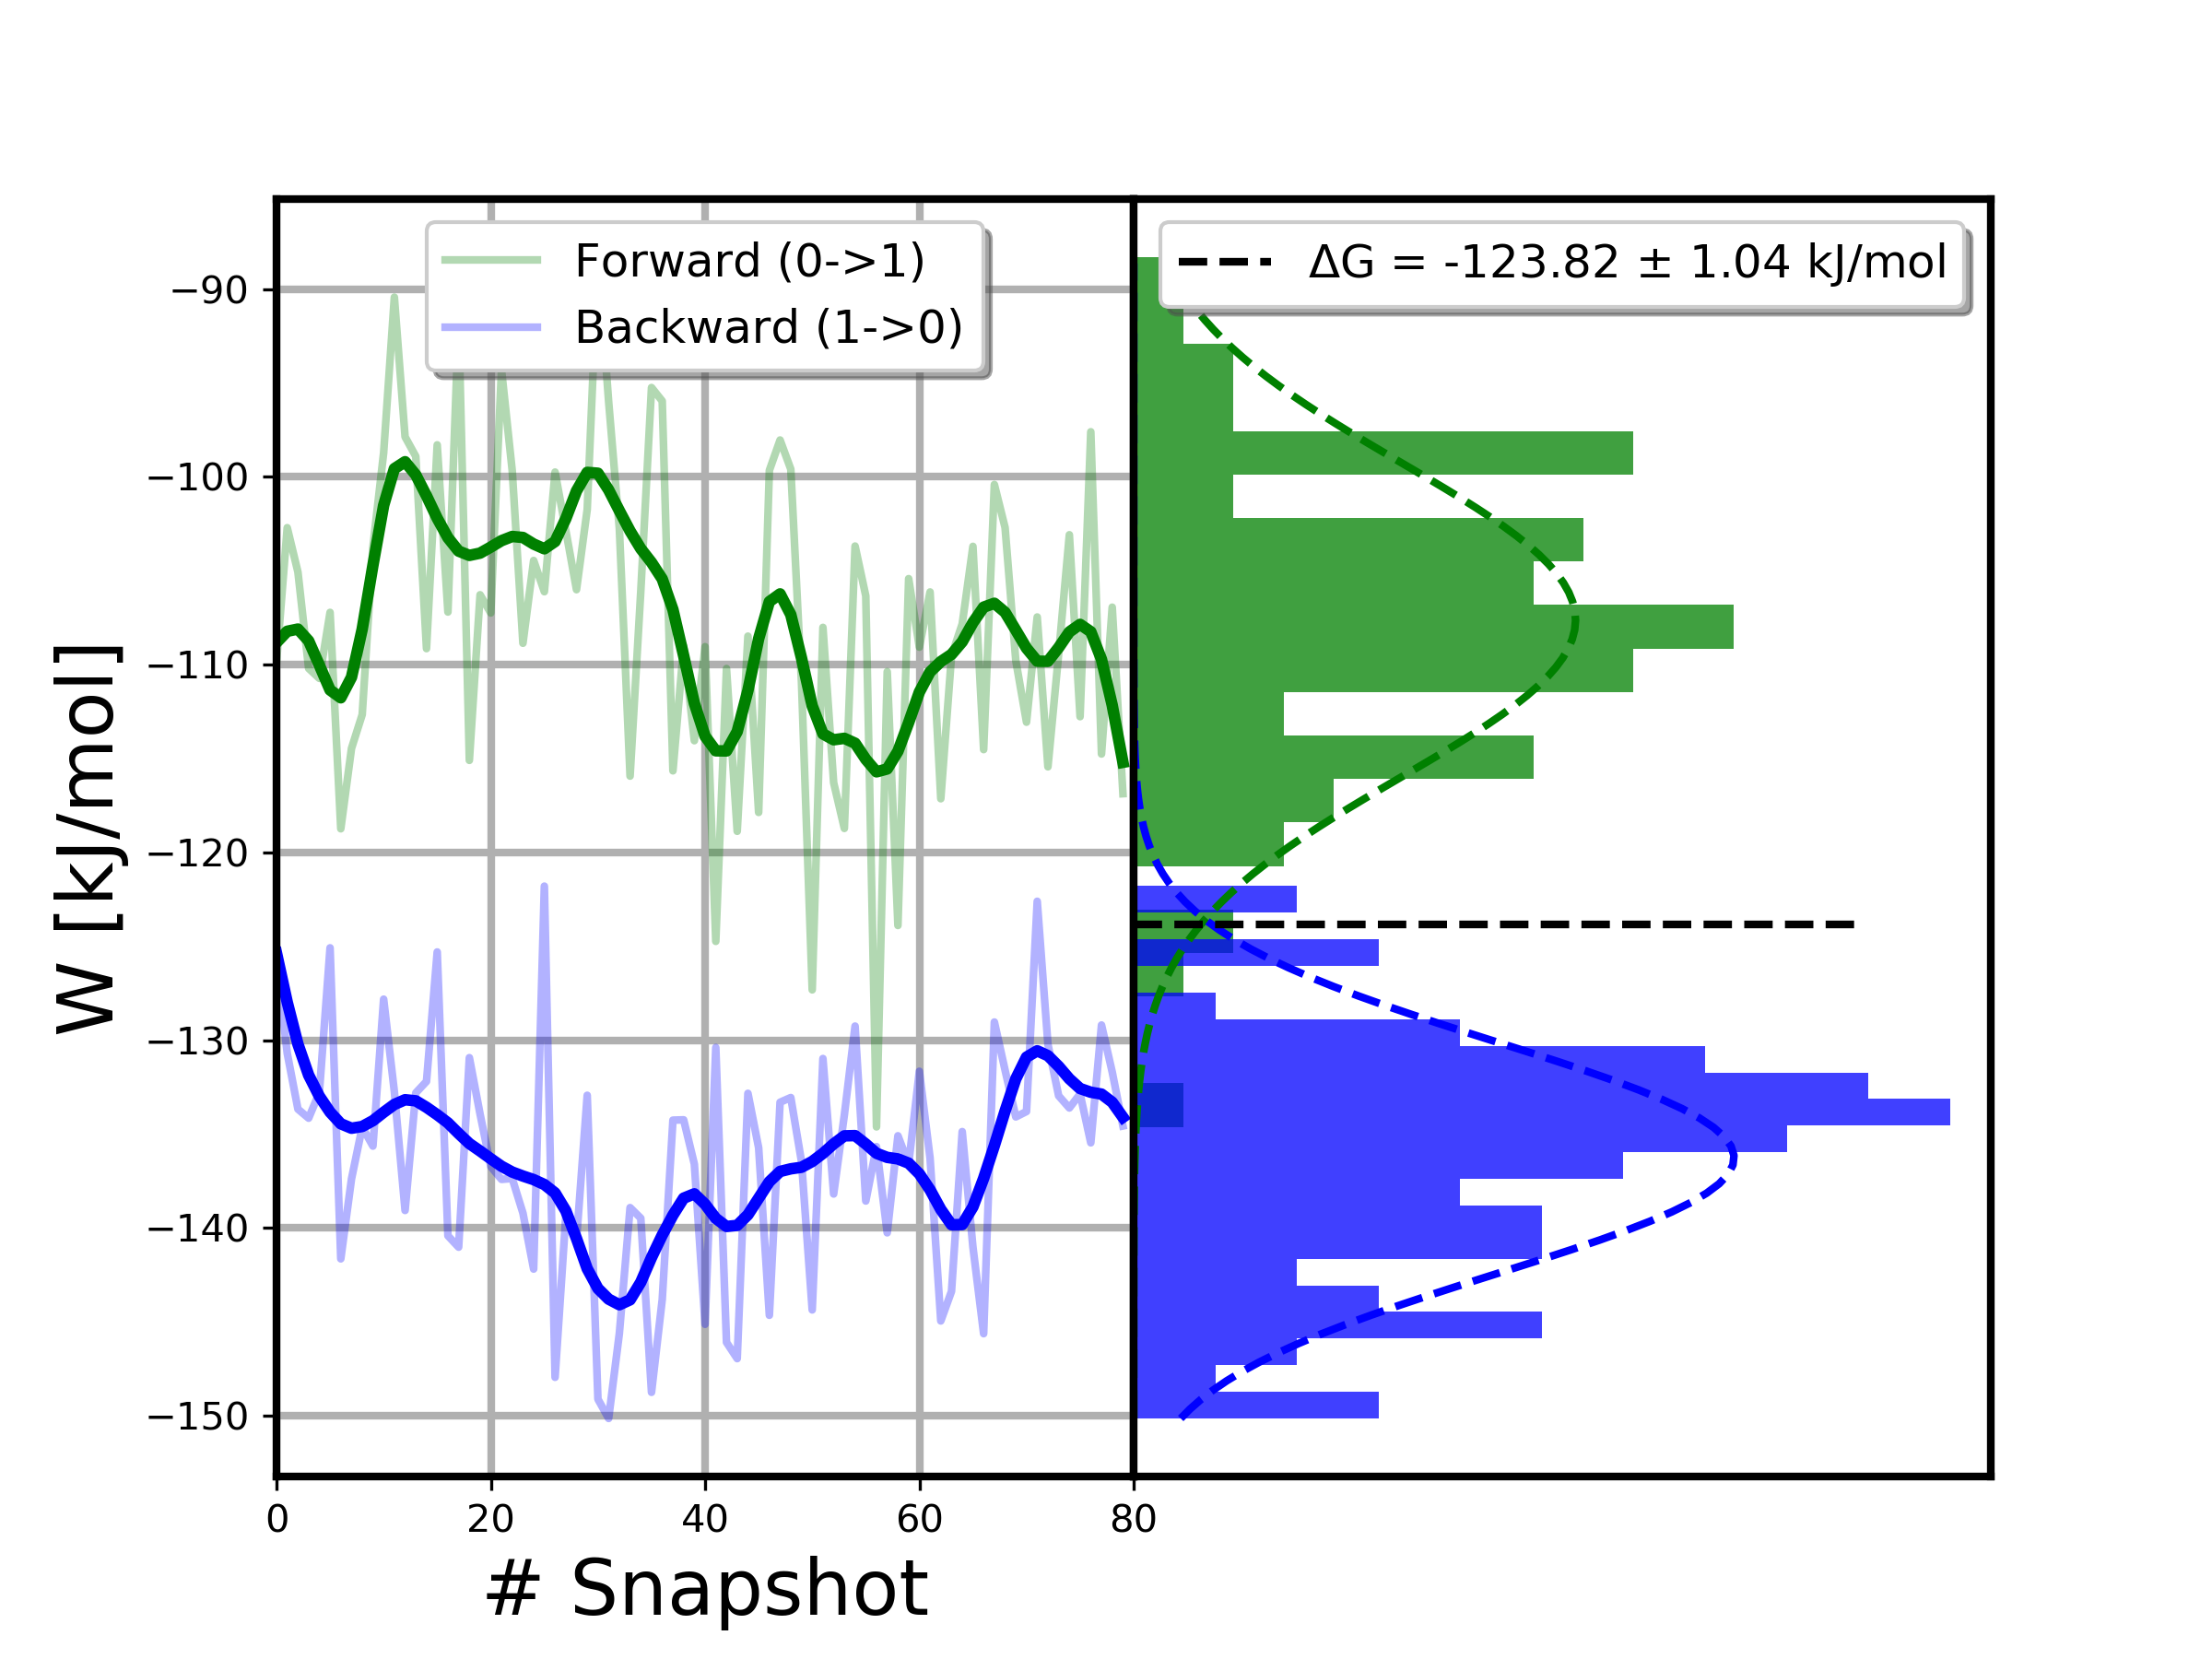 Forward (0->1)
Backward (1->0)
ΔG = -123.82 ± 1.04 kJ/mol
W [kJ/mol]
−90
−100
−110
−120
−130
−140
−150
0 20 40 60 80
# Snapshot